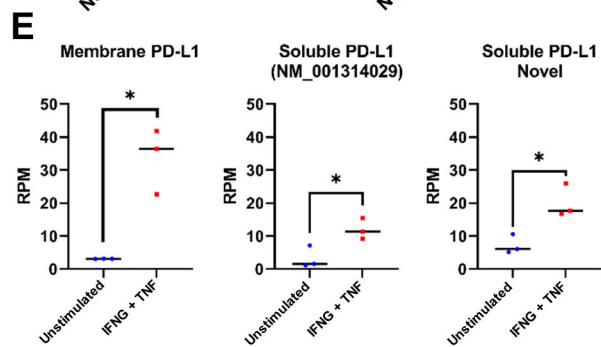 E
Membrane PD-L1
Soluble PD-L1
(NM_001314029)
Soluble PD-L1
Novel
*
*
*
RPM
50
40
30
20
10
0
RPM
50
40
30
20
10
0
RPM
50
40
30
20
10
0
Unstimulated
IFNG + TNF
Unstimulated
IFNG + TNF
Unstimulated
IFNG + TNF